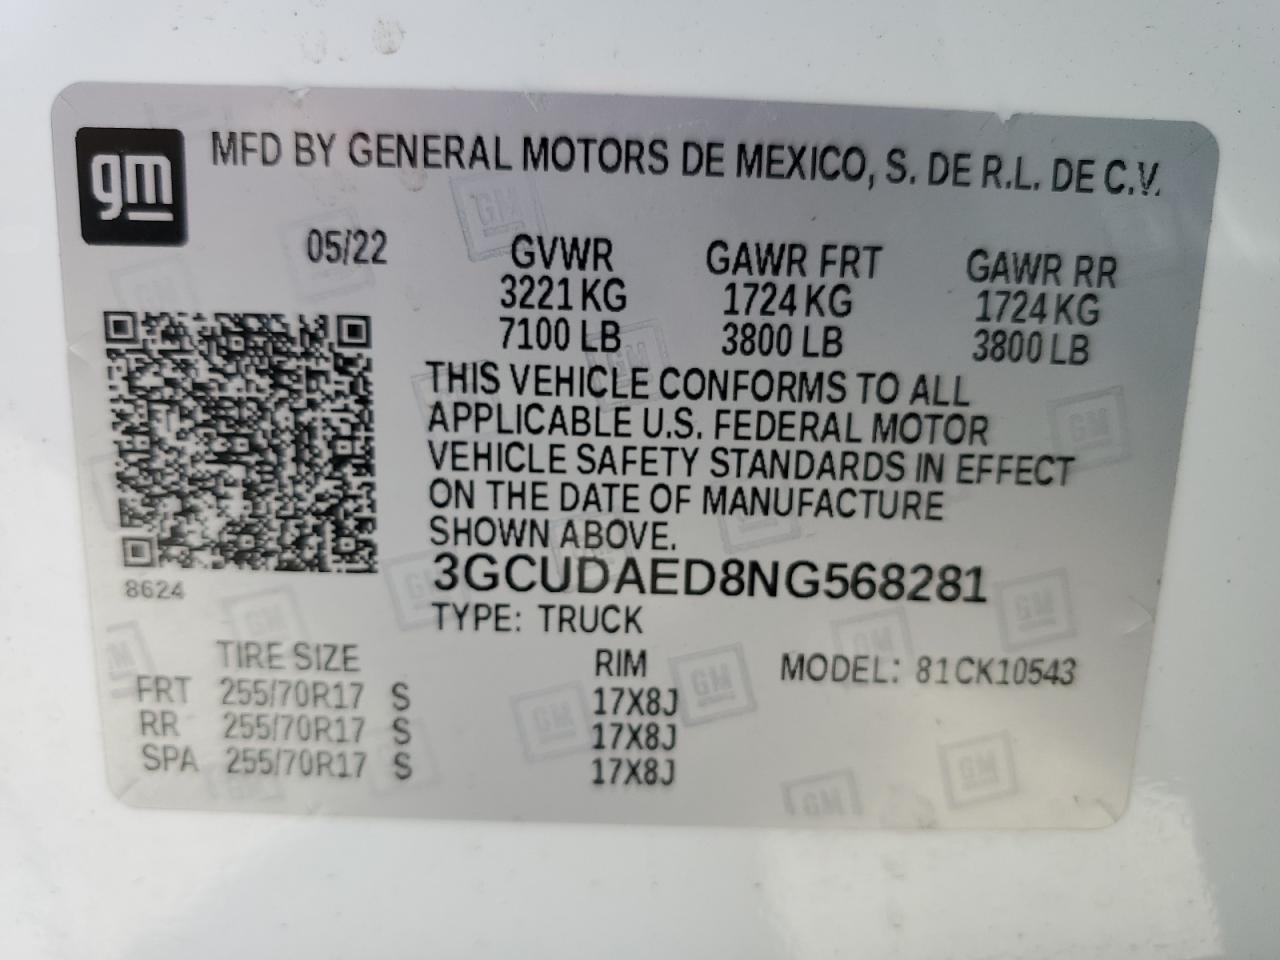 gm
MFD BY GENERAL MOTORS DE MEXICO, S. DE R.L. DE C.V.
05/22
GVWR GAWR FRT GAWR RR
3221 KG 1724 KG 1724 KG
7100 LB 3800 LB 3800 LB
THIS VEHICLE CONFORMS TO ALL
APPLICABLE U.S. FEDERAL MOTOR
VEHICLE SAFETY STANDARDS IN EFFECT
ON THE DATE OF MANUFACTURE
SHOWN ABOVE.
3GCUDAED8NG568281
8624
TYPE: TRUCK
TIRE SIZE RIM MODEL: 81CK10543
FRT 255/70R17 S 17X8J
RR 255/70R17 S 17X8J
SPA 255/70R17 S 17X8J